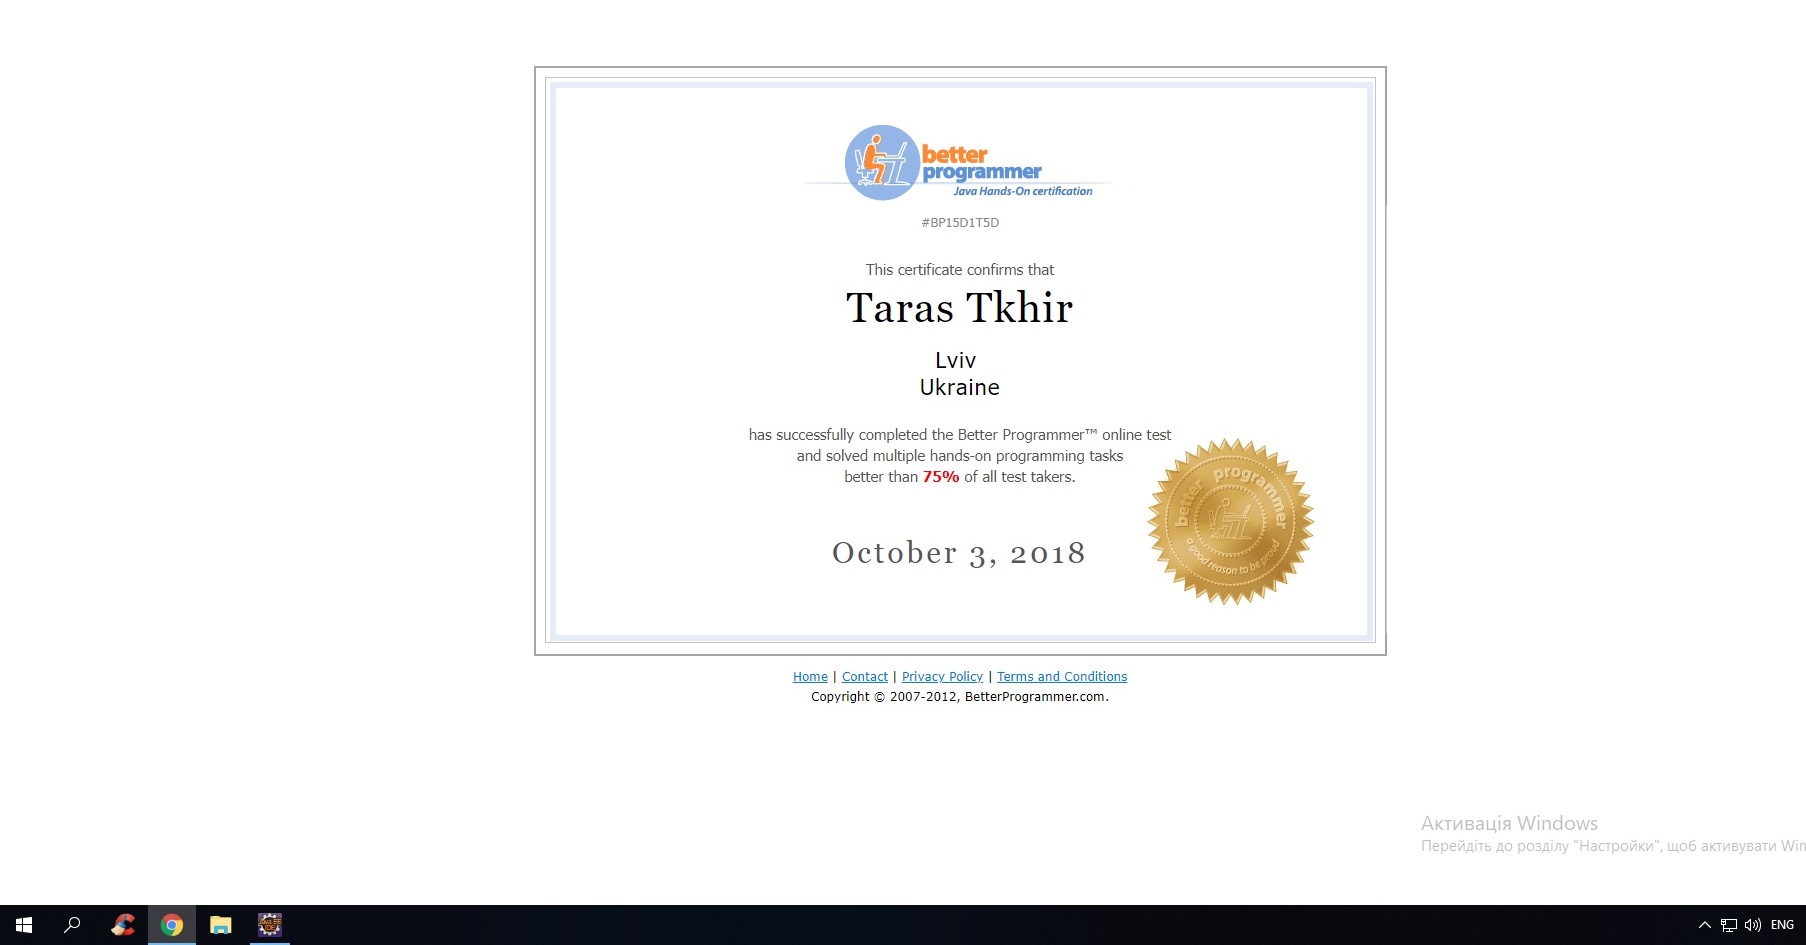 better
programmer
Java Hands-On certification
#BP15D1T5D
This certificate confirms that
Taras Tkhir
Lviv
Ukraine
has successfully completed the Better Programmer™ online test
and solved multiple hands-on programming tasks
better than 75% of all test takers.
better programmer
a good reason to be proud
October 3, 2018
Home | Contact | Privacy Policy | Terms and Conditions
Copyright © 2007-2012, BetterProgrammer.com.
Активація Windows
Перейдіть до розділу "Настройки", щоб активувати Win
ENG